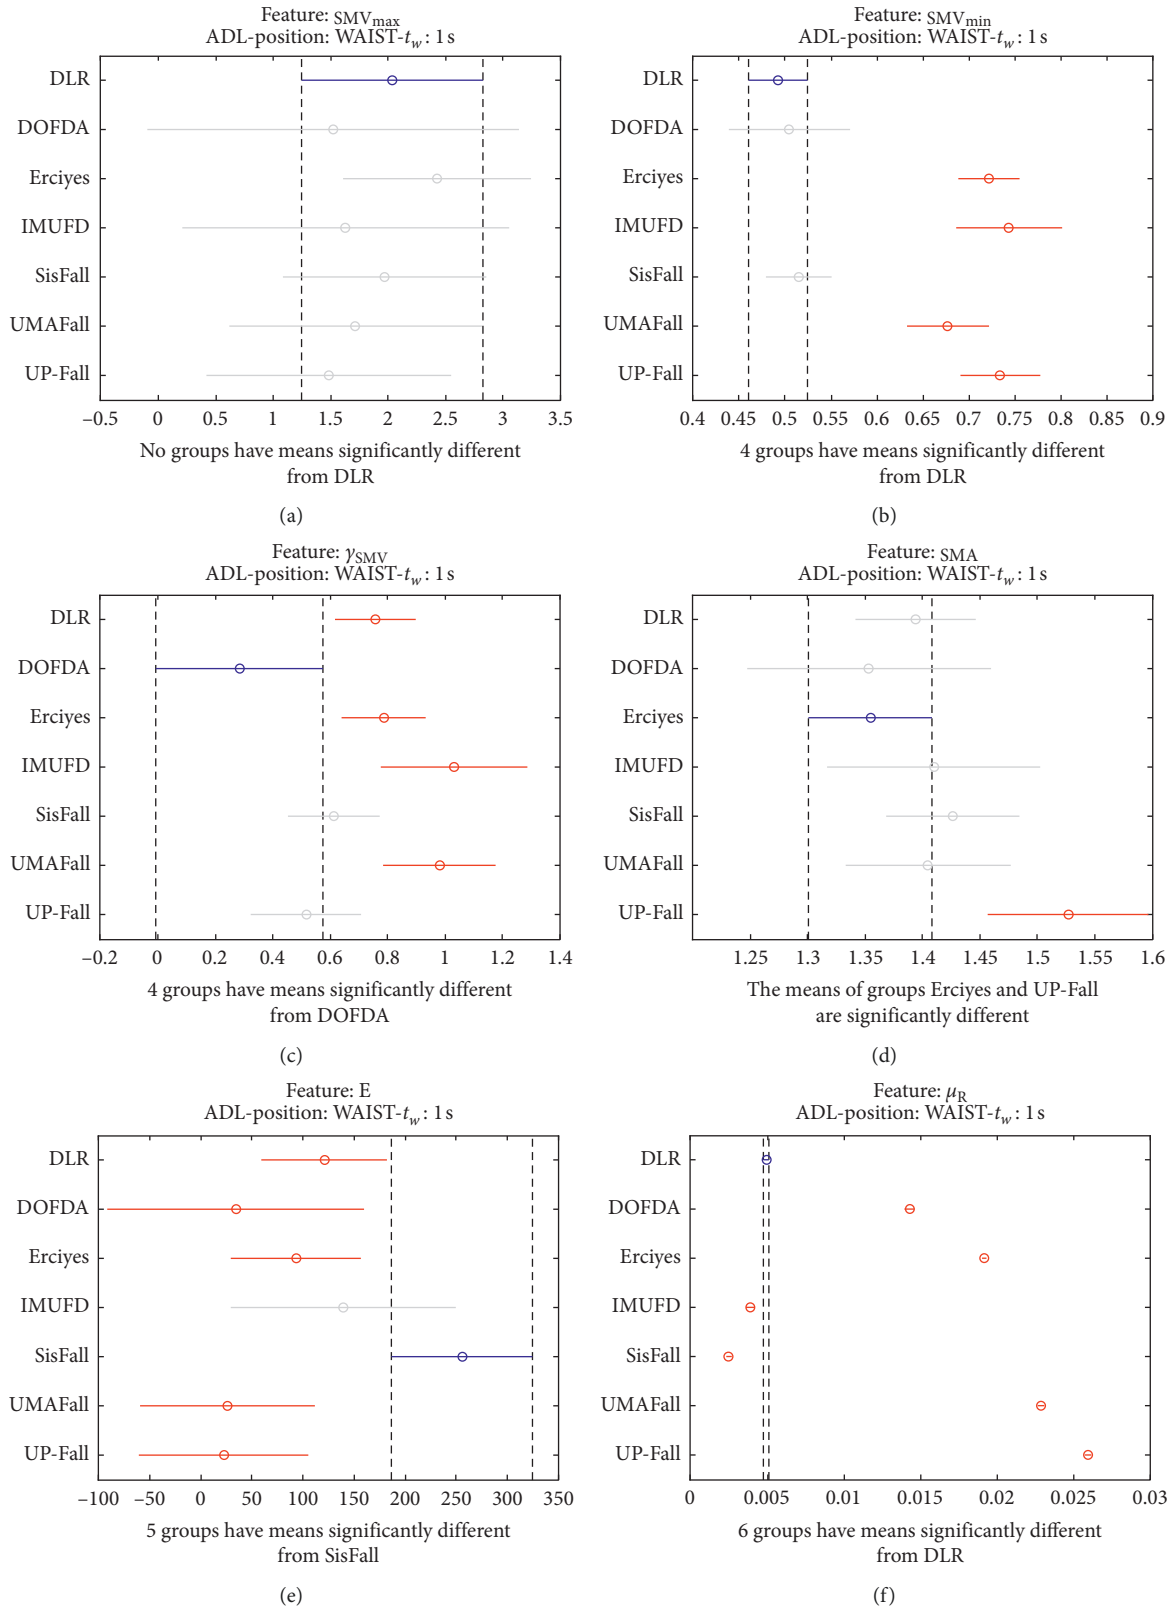 Feature: SMVmax
ADL-position: WAIST-tw: 1 s
DLR
DOFDA
Erciyes
IMUFD
SisFall
UMAFall
UP-Fall
−0.5 0 0.5 1 1.5 2 2.5 3 3.5
No groups have means significantly different
from DLR
(a)
Feature: SMVmin
ADL-position: WAIST-tw: 1 s
DLR
DOFDA
Erciyes
IMUFD
SisFall
UMAFall
UP-Fall
0.4 0.45 0.5 0.55 0.6 0.65 0.7 0.75 0.8 0.85 0.9
4 groups have means significantly different
from DLR
(b)
Feature: γSMV
ADL-position: WAIST-tw: 1 s
DLR
DOFDA
Erciyes
IMUFD
SisFall
UMAFall
UP-Fall
−0.2 0 0.2 0.4 0.6 0.8 1 1.2 1.4
4 groups have means significantly different
from DOFDA
(c)
Feature: SMA
ADL-position: WAIST-tw: 1 s
DLR
DOFDA
Erciyes
IMUFD
SisFall
UMAFall
UP-Fall
1.25 1.3 1.35 1.4 1.45 1.5 1.55 1.6
The means of groups Erciyes and UP-Fall
are significantly different
(d)
Feature: E
ADL-position: WAIST-tw: 1 s
DLR
DOFDA
Erciyes
IMUFD
SisFall
UMAFall
UP-Fall
−100 −50 0 50 100 150 200 250 300 350
5 groups have means significantly different
from SisFall
(e)
Feature: μR
ADL-position: WAIST-tw: 1 s
DLR
DOFDA
Erciyes
IMUFD
SisFall
UMAFall
UP-Fall
0 0.005 0.01 0.015 0.02 0.025 0.03
6 groups have means significantly different
from DLR
(f)